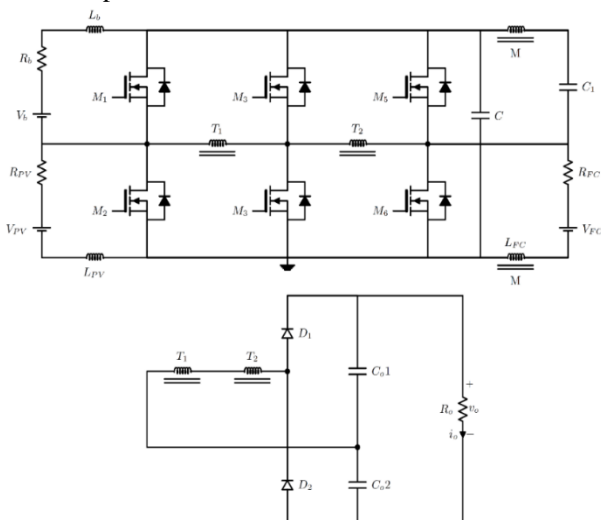 L_b
M
R_b
M_1
M_3
M_5
C_1
C
V_b
T_1
T_2
R_PV
R_FC
M_2
M_3
M_6
V_PV
V_FC
L_FC
L_PV
M
D_1
T_1
T_2
C_o1
+
R_o
v_o
i_o
−
D_2
C_o2